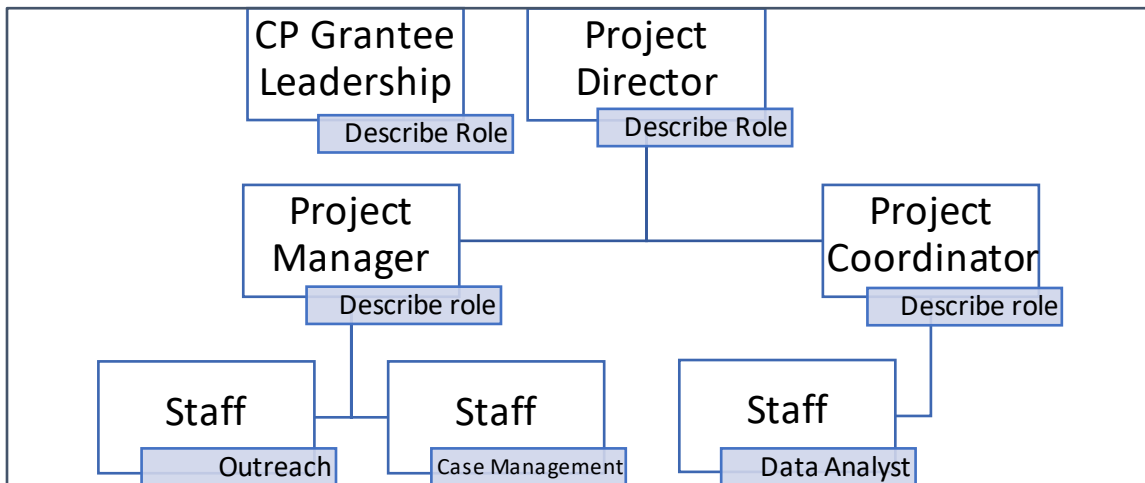 CP Grantee
Leadership
Describe Role
Project
Director
Describe Role
Project
Manager
Describe role
Project
Coordinator
Describe role
Staff
Outreach
Staff
Case Management
Staff
Data Analyst